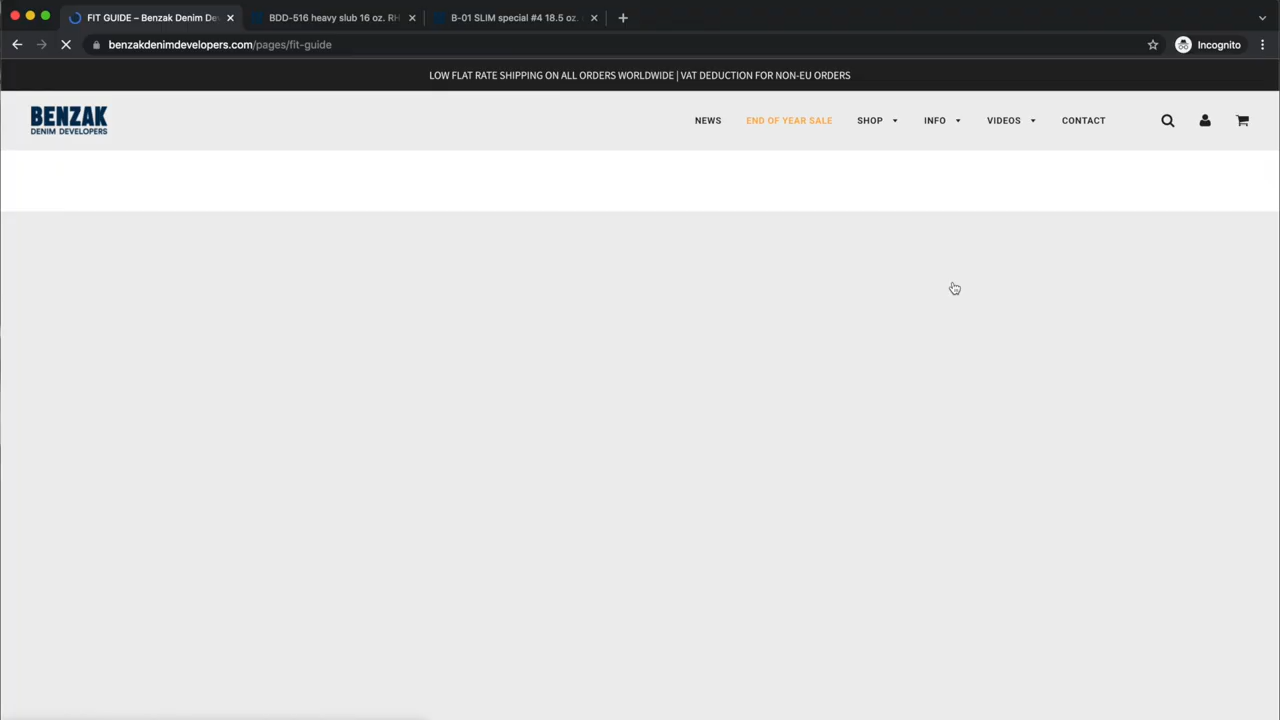 FIT GUIDE – Benzak Denim De
BDD-516 heavy slub 16 oz. RH
B-01 SLIM special #4 18.5 oz.
benzakdenimdevelopers.com/pages/fit-guide
Incognito
LOW FLAT RATE SHIPPING ON ALL ORDERS WORLDWIDE | VAT DEDUCTION FOR NON-EU ORDERS
BENZAK
DENIM DEVELOPERS
NEWS
END OF YEAR SALE
SHOP
INFO
VIDEOS
CONTACT